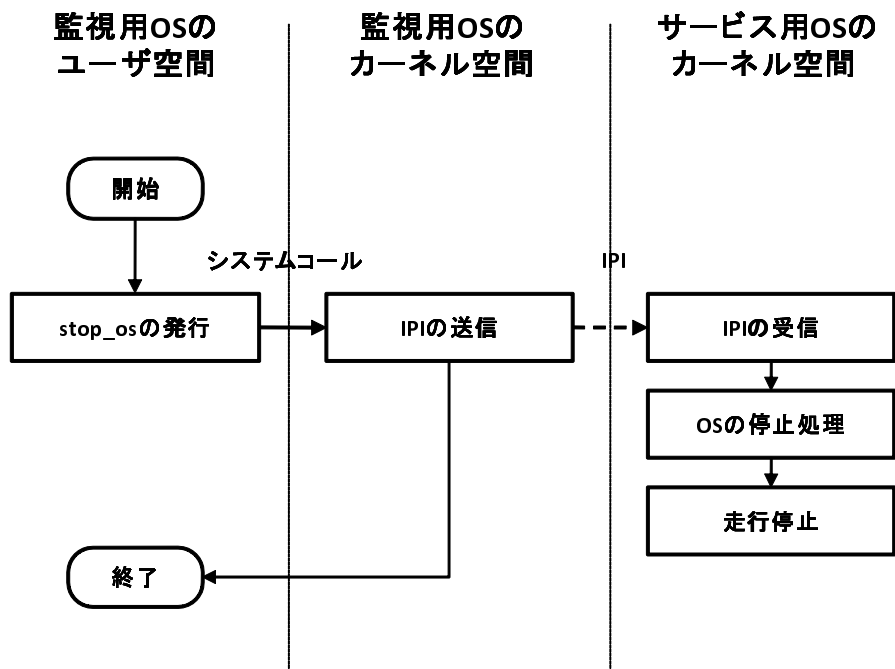 監視用OSの
ユーザ空間
監視用OSの
カーネル空間
サービス用OSの
カーネル空間
開始
システムコール
IPI
stop_osの発行
IPIの送信
IPIの受信
OSの停止処理
走行停止
終了